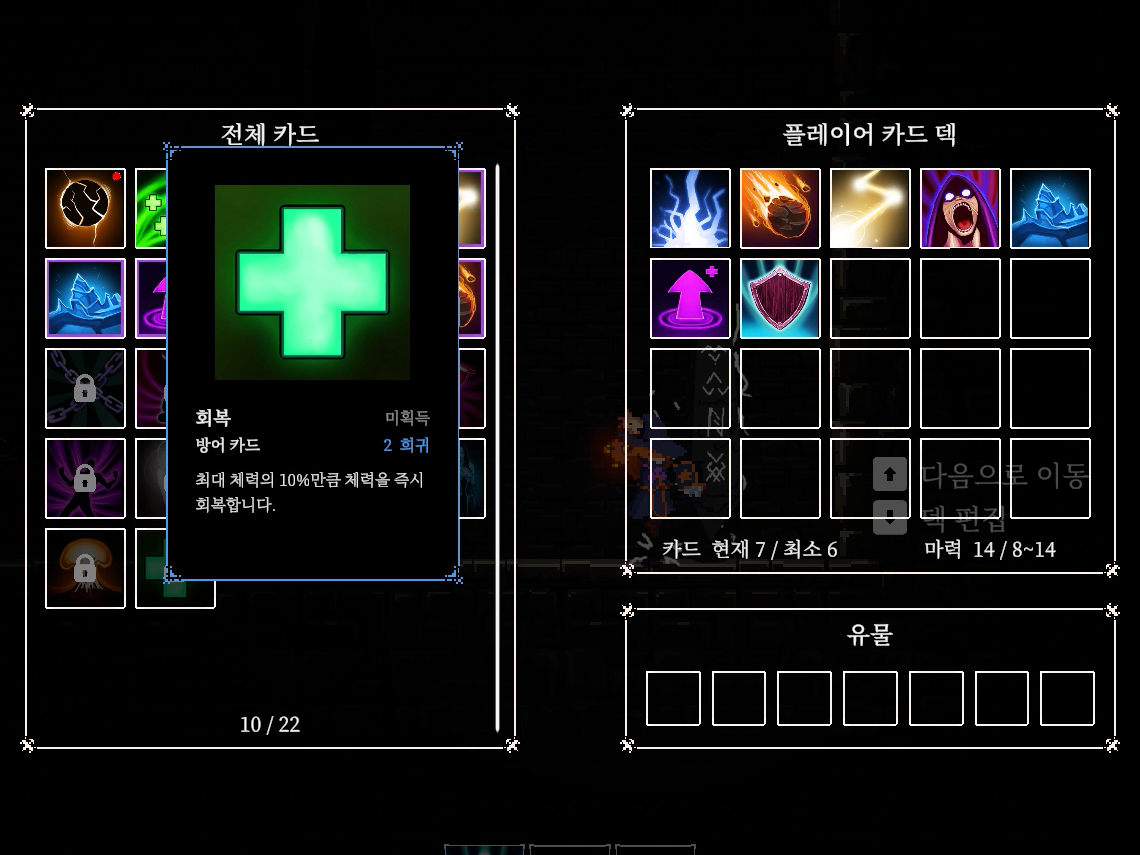 전체 카드
회복 미획득
방어 카드 2 희귀
최대 체력의 10%만큼 체력을 즉시
회복합니다.
10 / 22
플레이어 카드 덱
다음으로 이동
덱 편집
카드 현재 7 / 최소 6 마력 14 / 8~14
유물